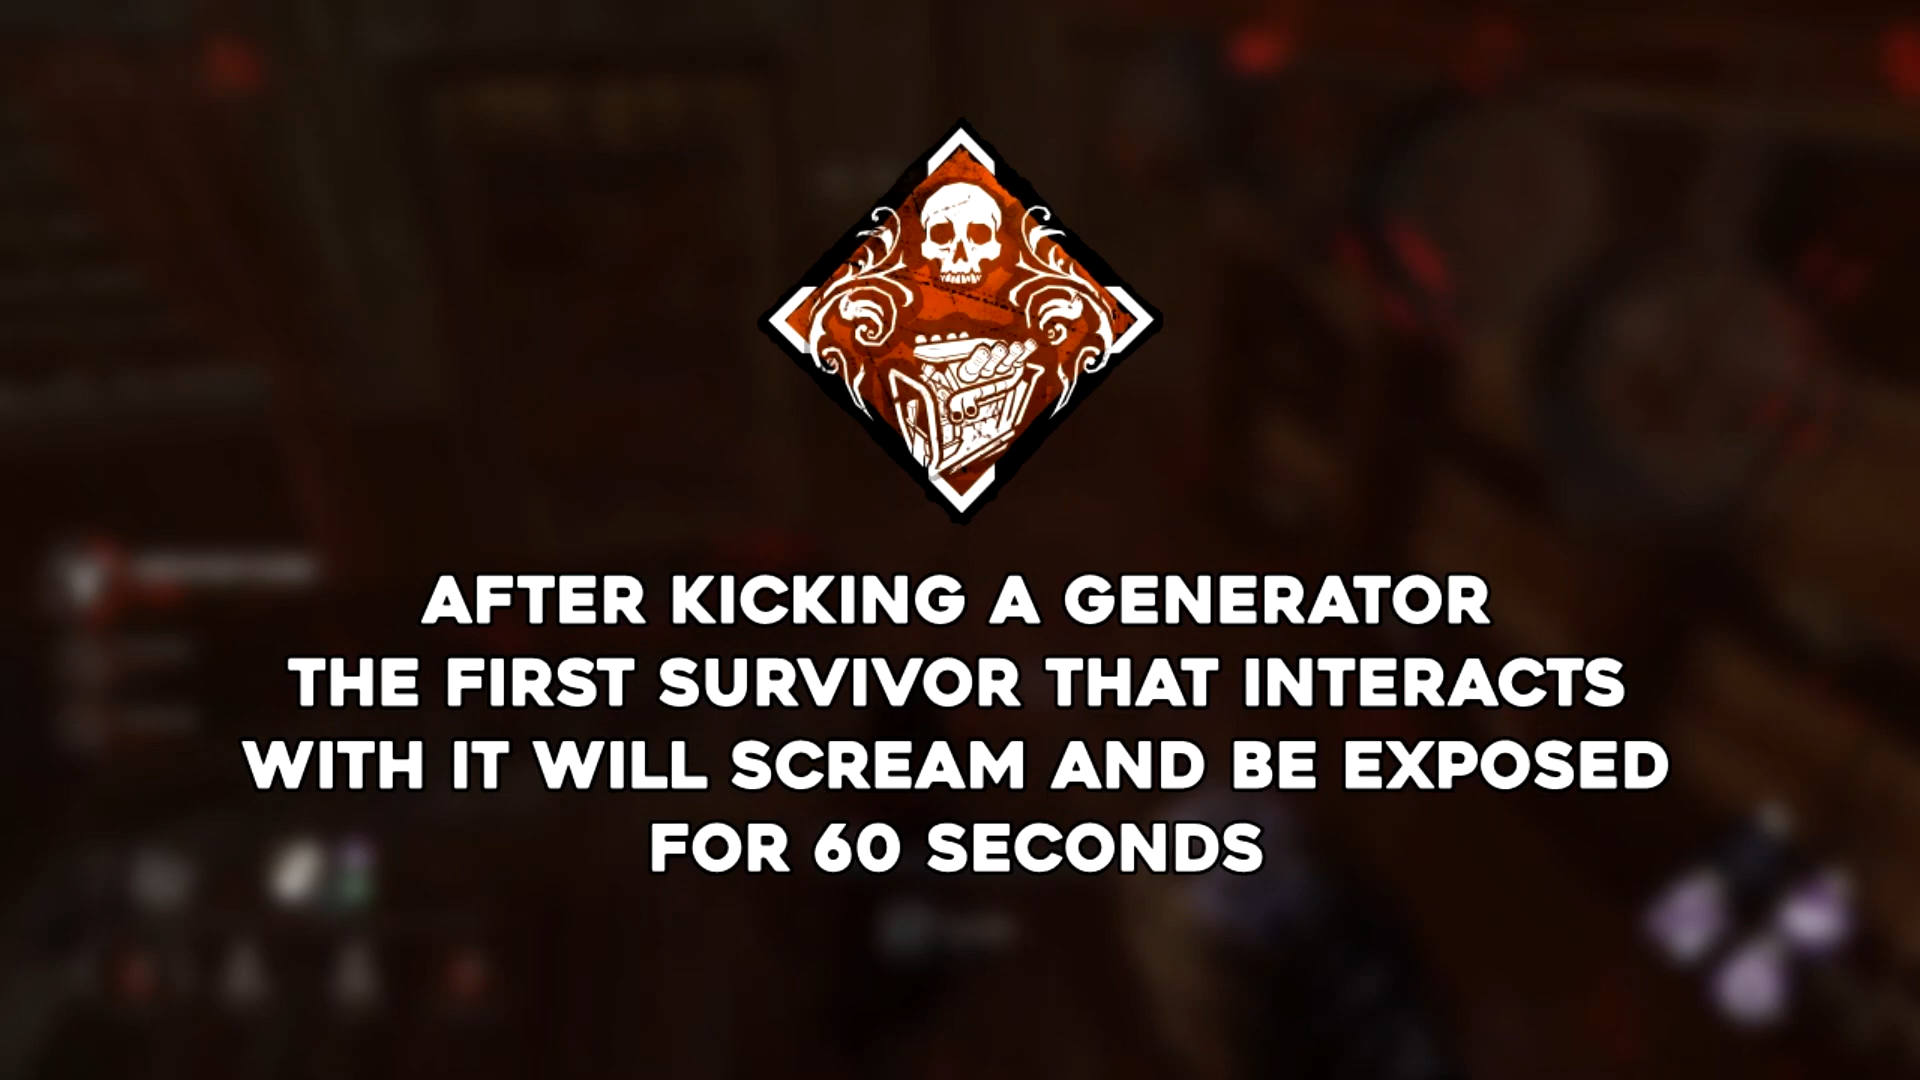 AFTER KICKING A GENERATOR
THE FIRST SURVIVOR THAT INTERACTS
WITH IT WILL SCREAM AND BE EXPOSED
FOR 60 SECONDS